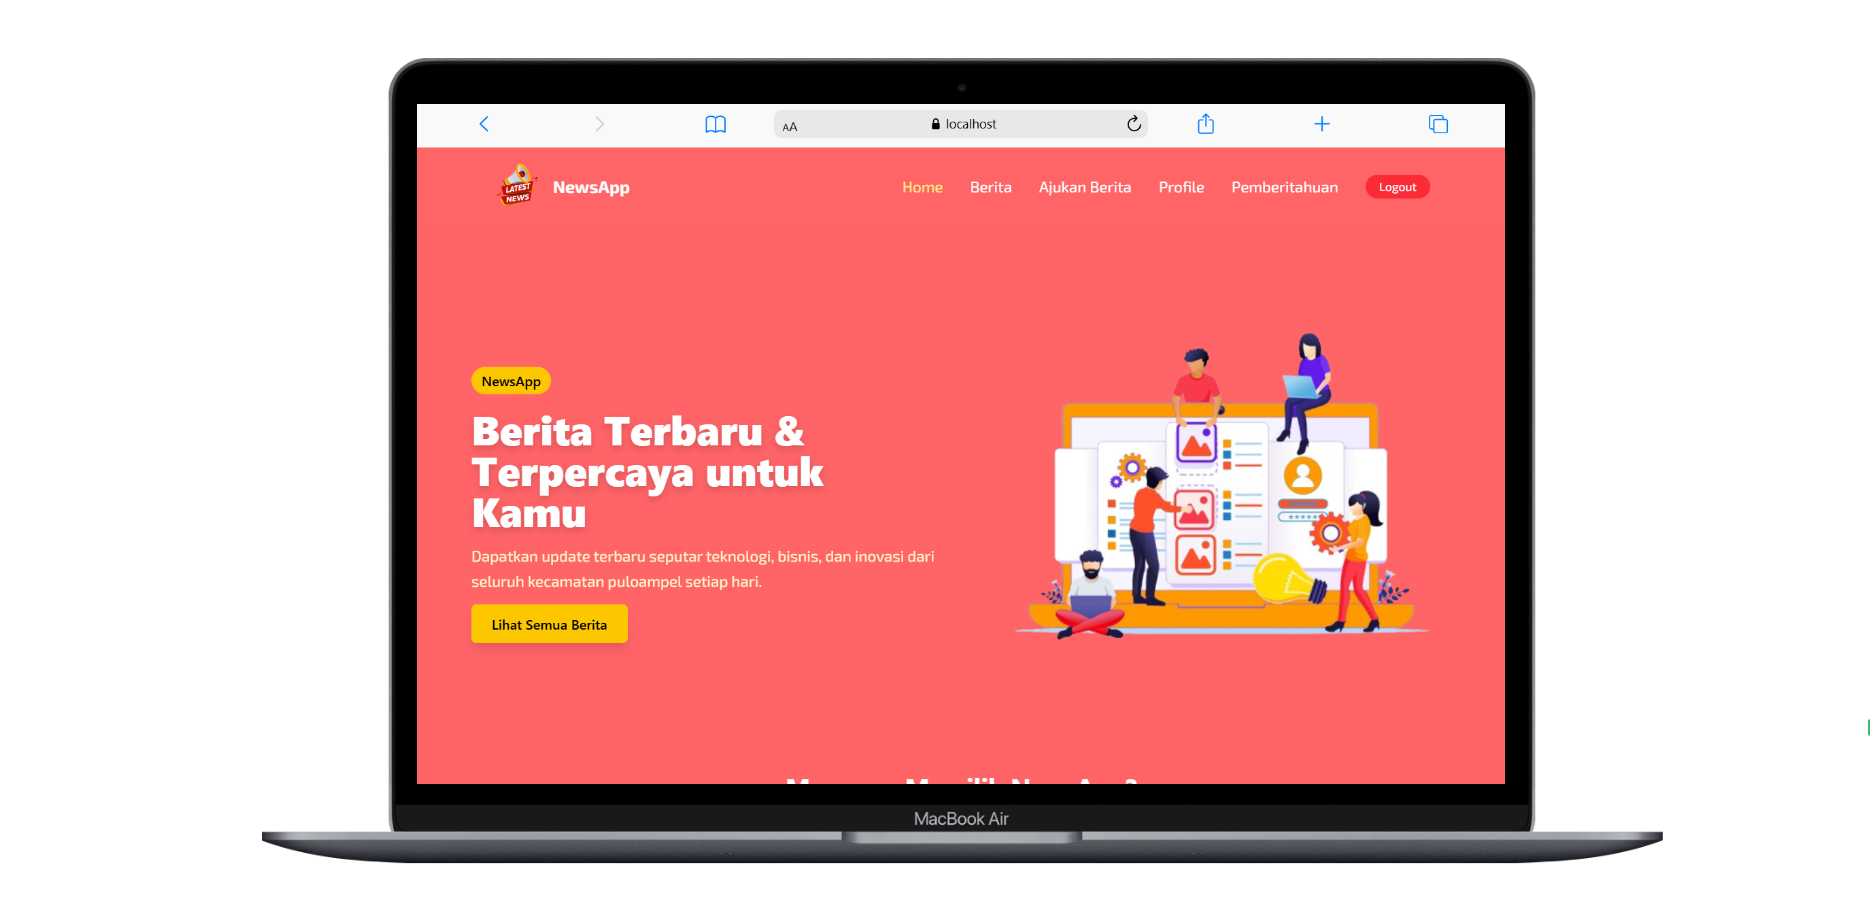 AA localhost
LATEST
NEWS
NewsApp Home Berita Ajukan Berita Profile Pemberitahuan Logout
NewsApp
Berita Terbaru &
Terpercaya untuk
Kamu
Dapatkan update terbaru seputar teknologi, bisnis, dan inovasi dari
seluruh kecamatan puloampel setiap hari.
Lihat Semua Berita
MacBook Air